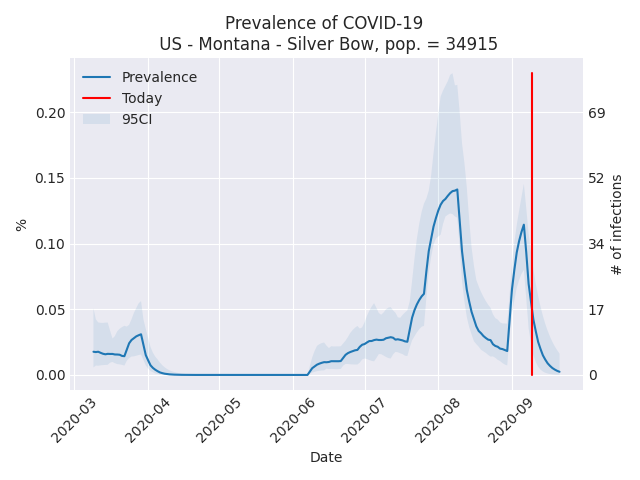 Prevalence of COVID-19
US - Montana - Silver Bow, pop. = 34915
Prevalence
Today
95CI
0.20
0.15
0.10
0.05
0.00
%
69
52
34
17
0
# of infections
2020-03
2020-04
2020-05
2020-06
2020-07
2020-08
2020-09
Date